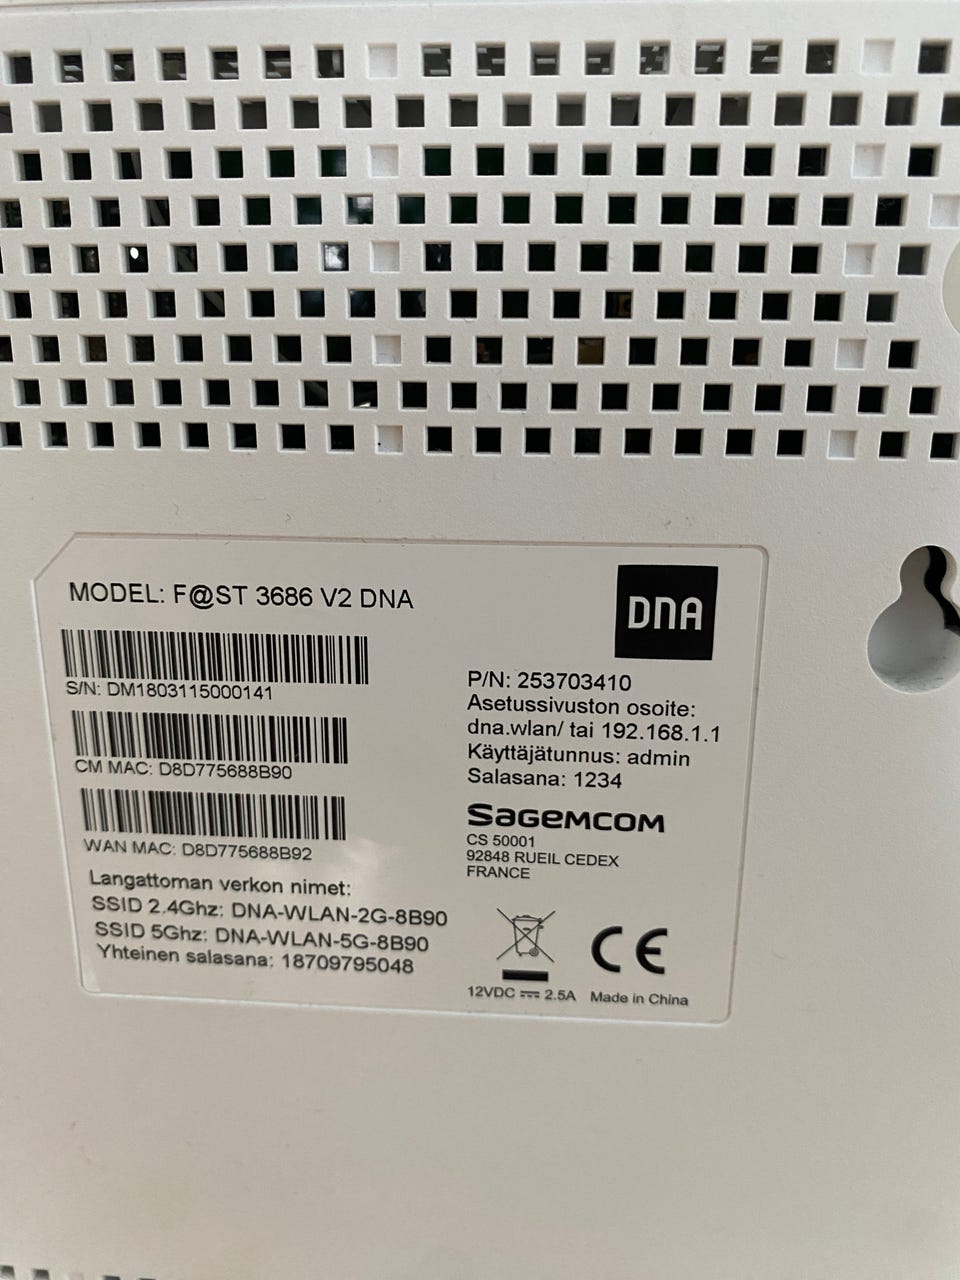 MODEL: F@ST 3686 V2 DNA
S/N: DM1803115000141
CM MAC: D8D775688B90
WAN MAC: D8D775688B92
Langattoman verkon nimet:
SSID 2.4Ghz: DNA-WLAN-2G-8B90
SSID 5Ghz: DNA-WLAN-5G-8B90
Yhteinen salasana: 18709795048
DNA
P/N: 253703410
Asetussivuston osoite:
dna.wlan/ tai 192.168.1.1
Käyttäjätunnus: admin
Salasana: 1234
SAGEMCOM
CS 50001
92848 RUEIL CEDEX
FRANCE
CE
12VDC ⎓ 2.5A Made in China